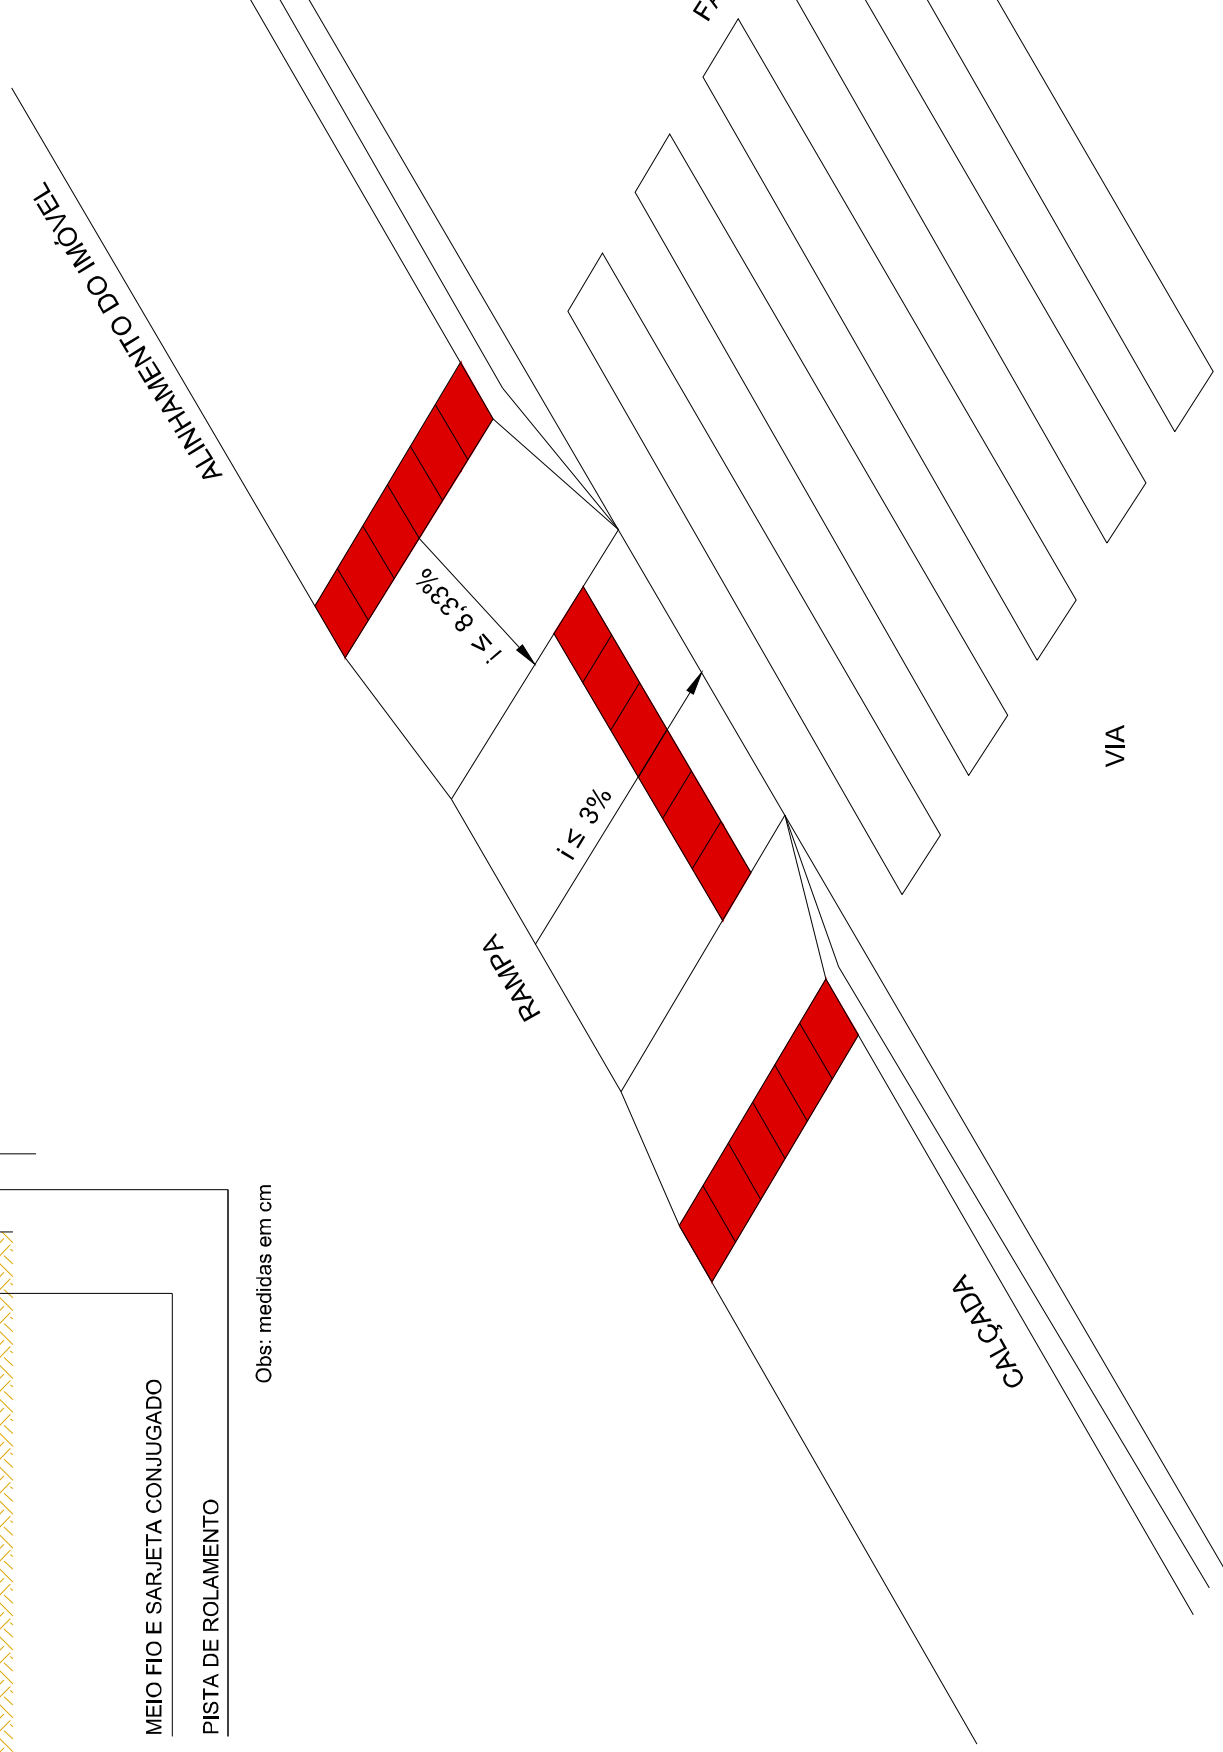 ALINHAMENTO DO IMÓVEL
i ≤ 8,33%
i ≤ 3%
RAMPA
VIA
CALÇADA
MEIO FIO E SARJETA CONJUGADO
PISTA DE ROLAMENTO
Obs: medidas em cm